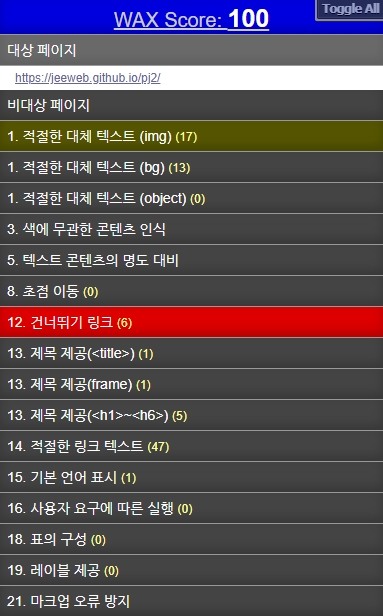 Toggle All
WAX Score: 100
대상 페이지
https://jeeweb.github.io/pj2/
비대상 페이지
1. 적절한 대체 텍스트 (img) (17)
1. 적절한 대체 텍스트 (bg) (13)
1. 적절한 대체 텍스트 (object) (0)
3. 색에 무관한 콘텐츠 인식
5. 텍스트 콘텐츠의 명도 대비
8. 초점 이동 (0)
12. 건너뛰기 링크 (6)
13. 제목 제공(<title>) (1)
13. 제목 제공(frame) (1)
13. 제목 제공(<h1>~<h6>) (5)
14. 적절한 링크 텍스트 (47)
15. 기본 언어 표시 (1)
16. 사용자 요구에 따른 실행 (0)
18. 표의 구성 (0)
19. 레이블 제공 (0)
21. 마크업 오류 방지